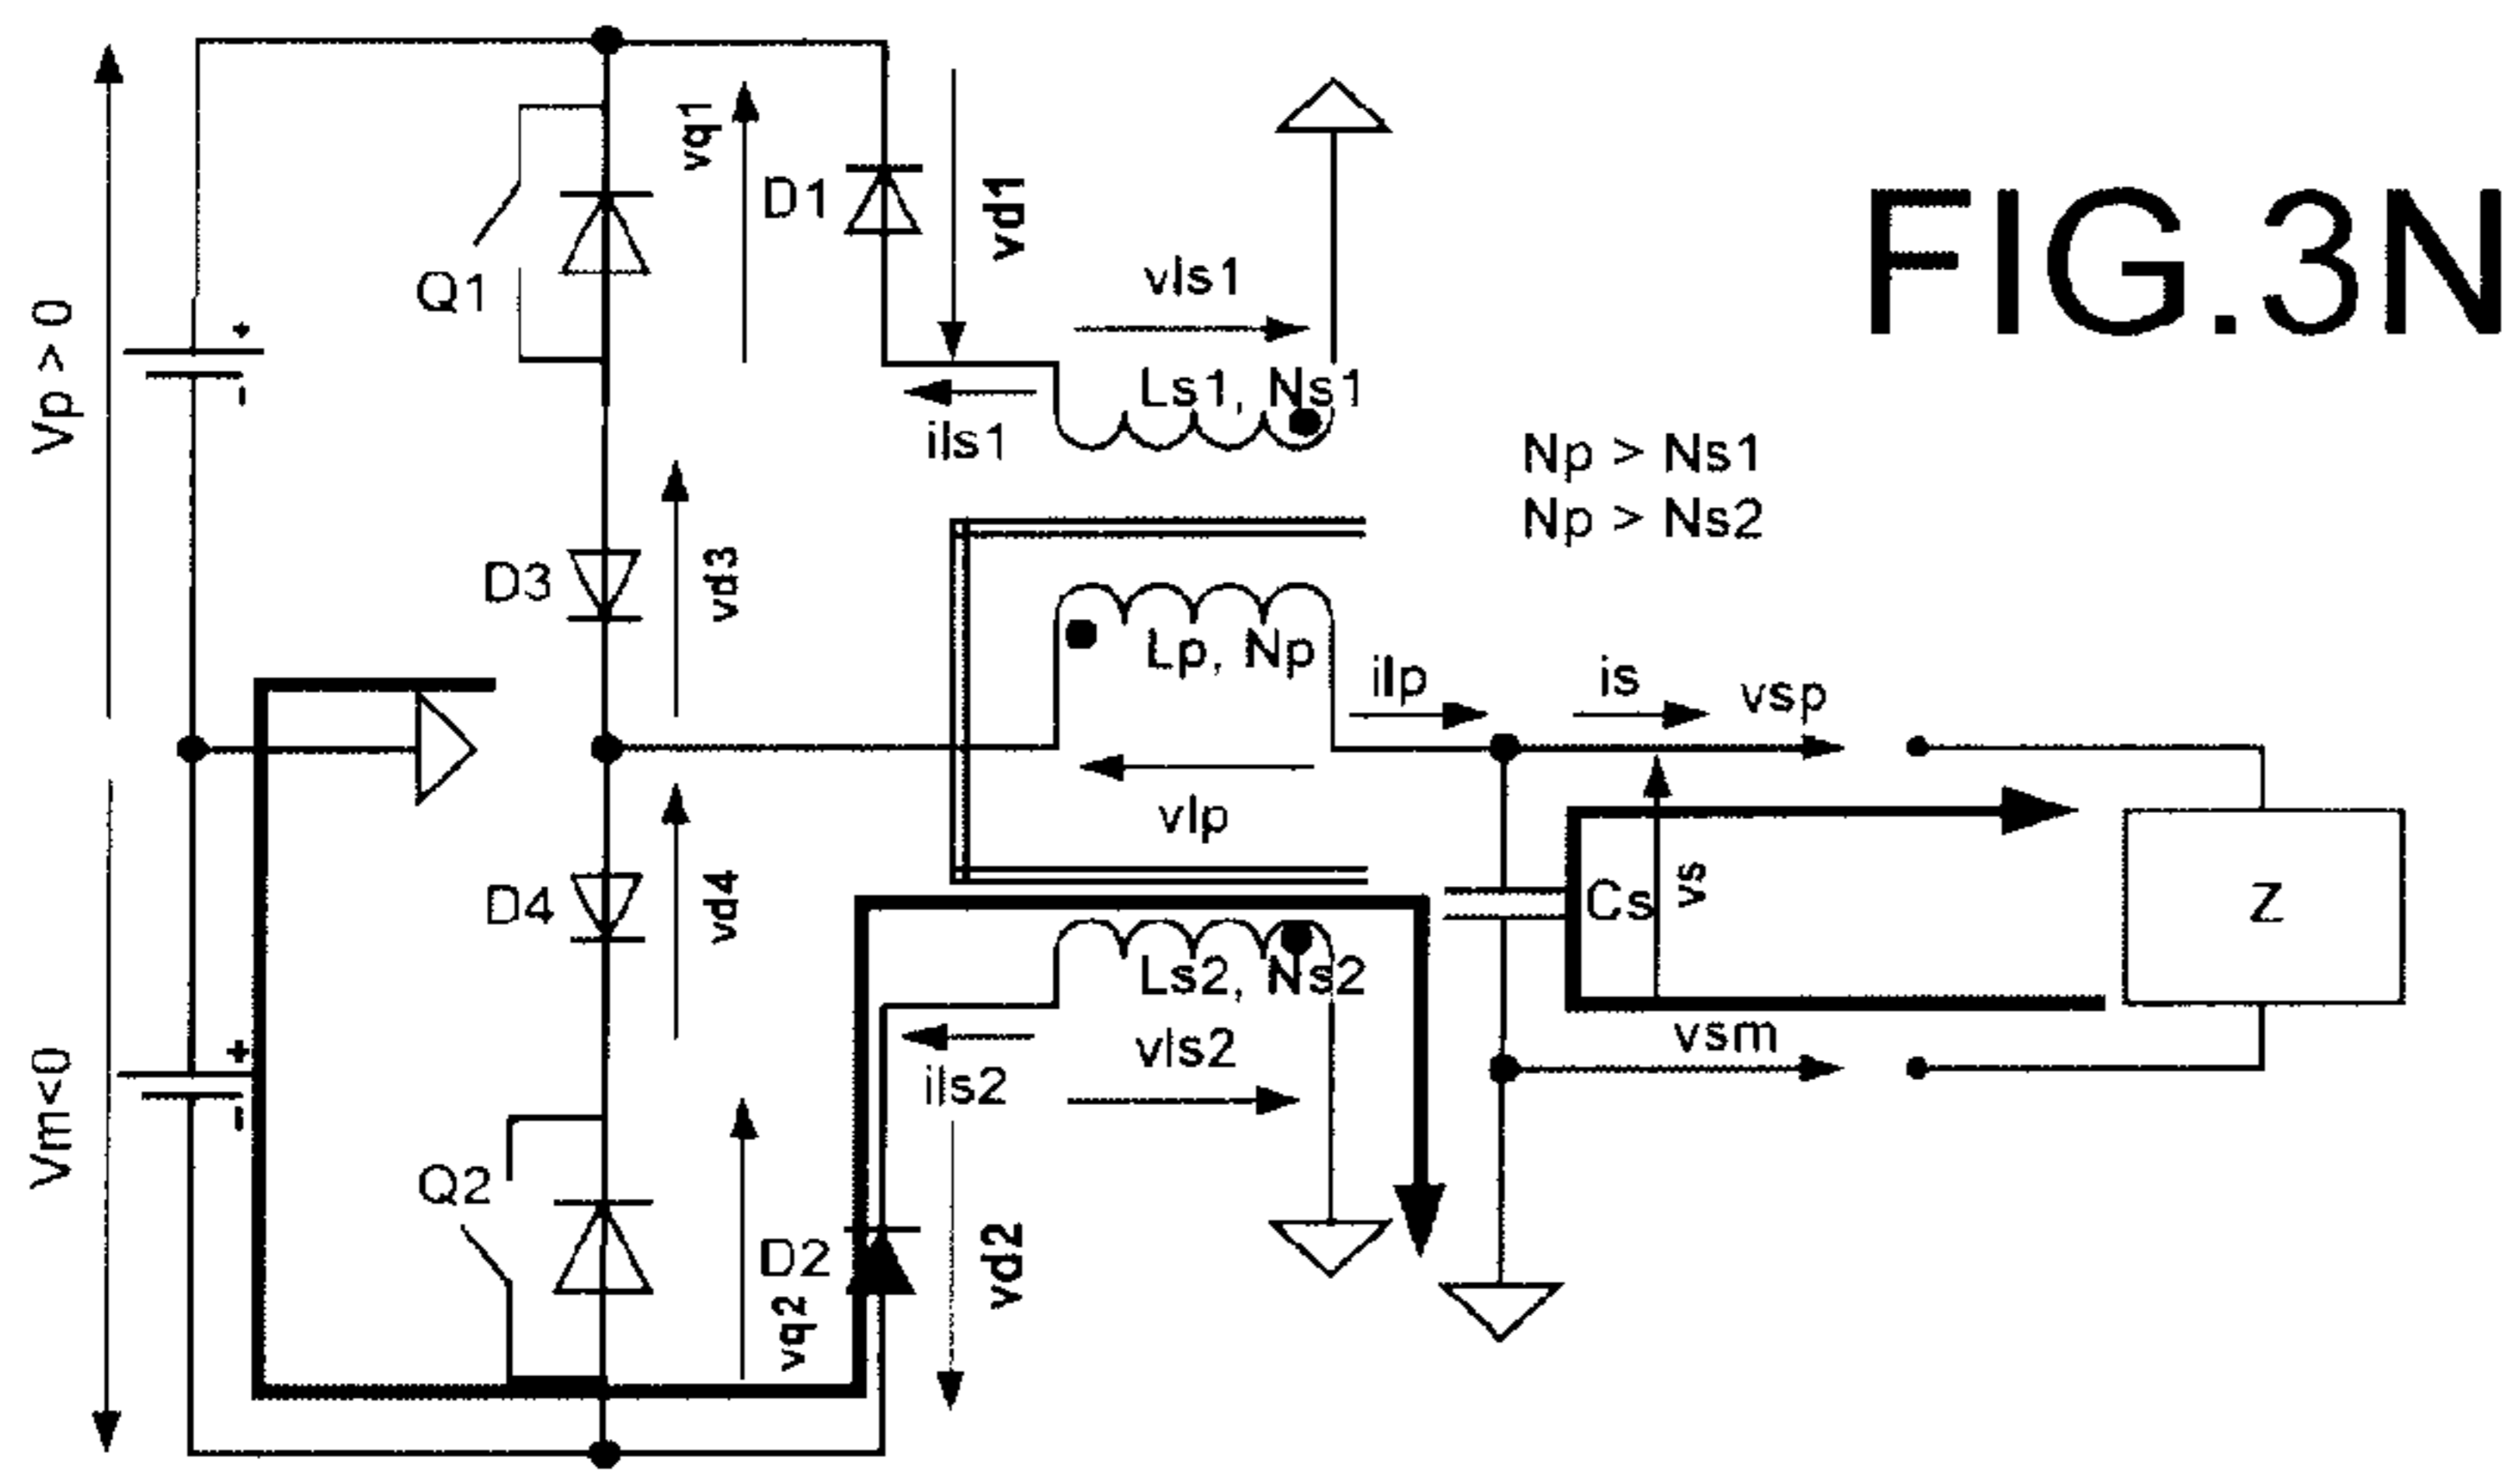 FIG.3N
Vp > 0
Vm<0
+
-
+
-
Q1
vq1
D1
vd1
vls1
Ls1, Ns1
ils1
Np > Ns1
Np > Ns2
D3
vd3
Lp, Np
ilp
is
vsp
vlp
D4
vd4
Cs
vs
Z
Ls2, Ns2
vsm
ils2
vls2
Q2
vq2
D2
vd2